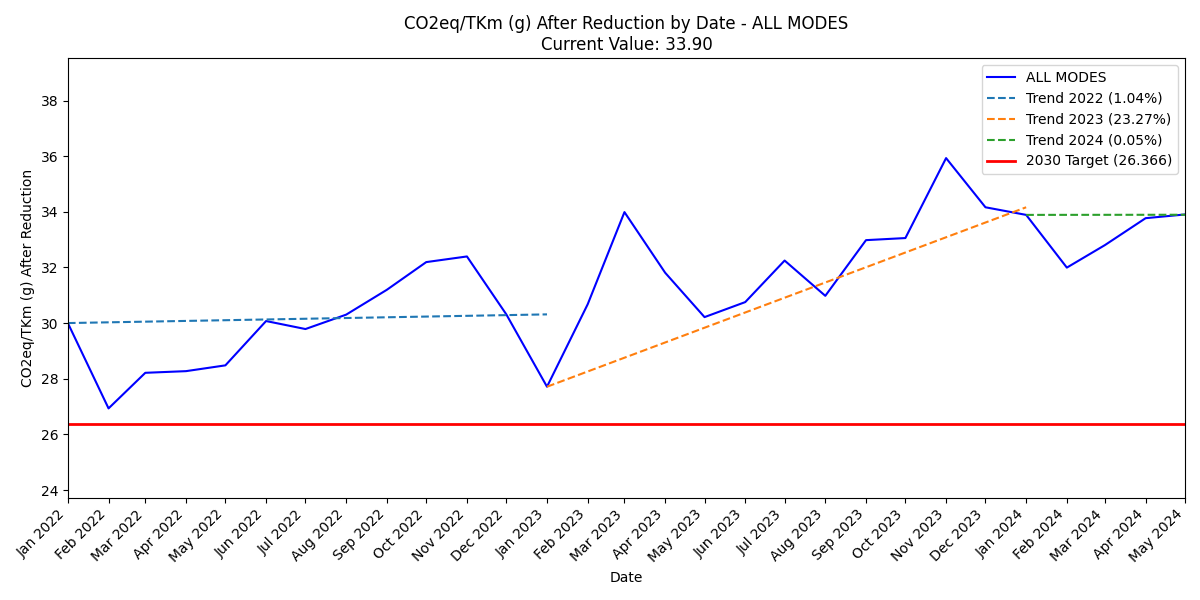 CO2eq/TKm (g) After Reduction by Date - ALL MODES
Current Value: 33.90
ALL MODES
Trend 2022 (1.04%)
Trend 2023 (23.27%)
Trend 2024 (0.05%)
2030 Target (26.366)
CO2eq/TKm (g) After Reduction
38
36
34
32
30
28
26
24
Jan 2022
Feb 2022
Mar 2022
Apr 2022
May 2022
Jun 2022
Jul 2022
Aug 2022
Sep 2022
Oct 2022
Nov 2022
Dec 2022
Jan 2023
Feb 2023
Mar 2023
Apr 2023
May 2023
Jun 2023
Jul 2023
Aug 2023
Sep 2023
Oct 2023
Nov 2023
Dec 2023
Jan 2024
Feb 2024
Mar 2024
Apr 2024
May 2024
Date